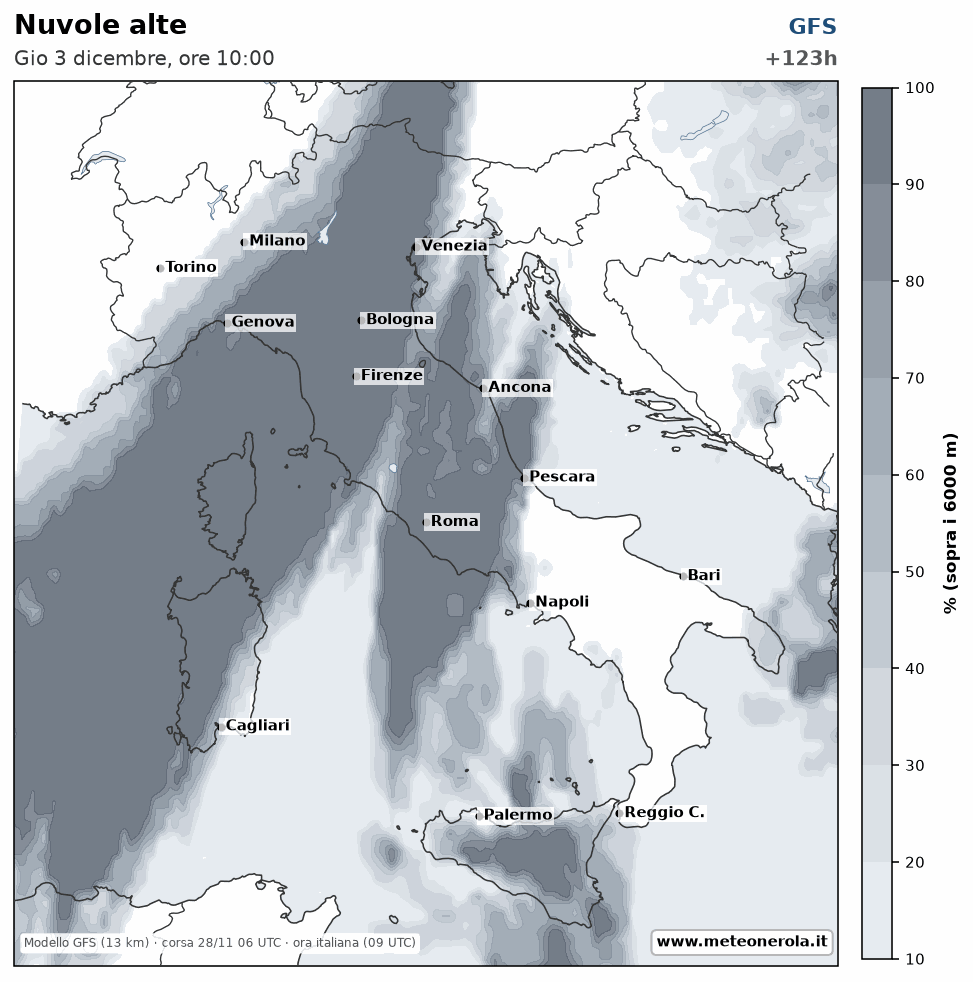 Nuvole alte
GFS
Gio 3 dicembre, ore 10:00
+123h
Milano
Venezia
Torino
Genova
Bologna
Firenze
Ancona
Pescara
Roma
Bari
Napoli
Cagliari
Palermo
Reggio C.
100
90
80
70
60
50
40
30
20
10
% (sopra i 6000 m)
Modello GFS (13 km) · corsa 28/11 06 UTC · ora italiana (09 UTC)
www.meteonerola.it